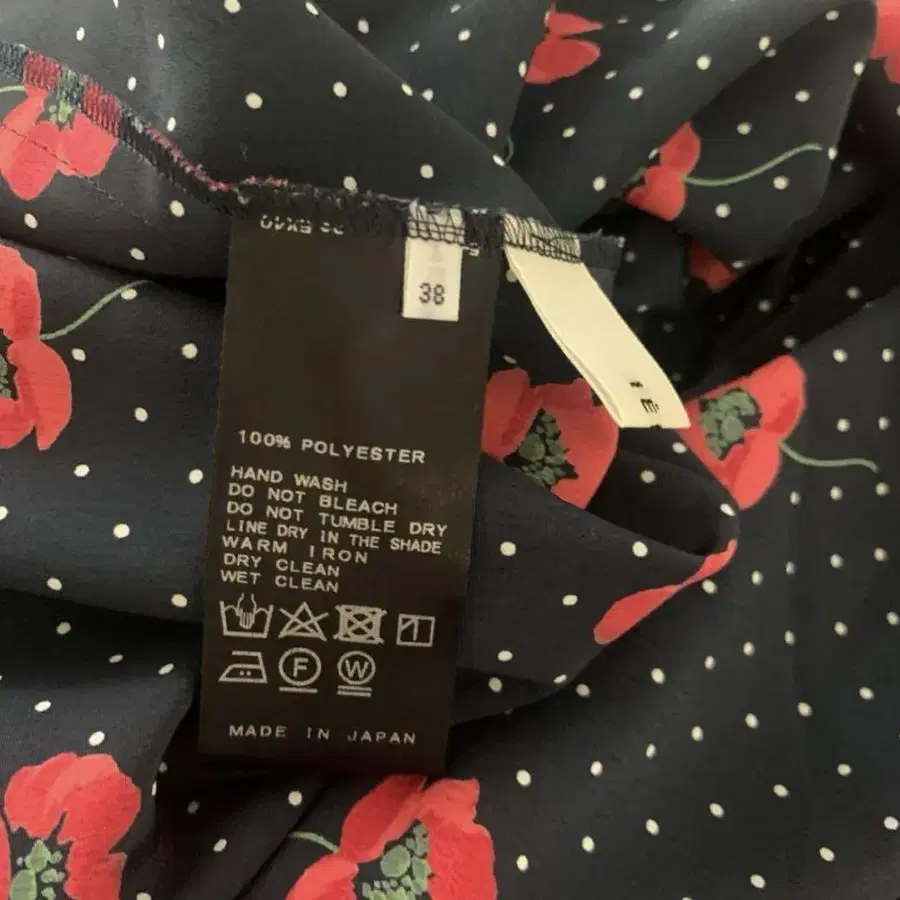 38
100% POLYESTER
HAND WASH
DO NOT BLEACH
DO NOT TUMBLE DRY
LINE DRY IN THE SHADE
WARM IRON
DRY CLEAN
WET CLEAN
F
W
MADE IN JAPAN